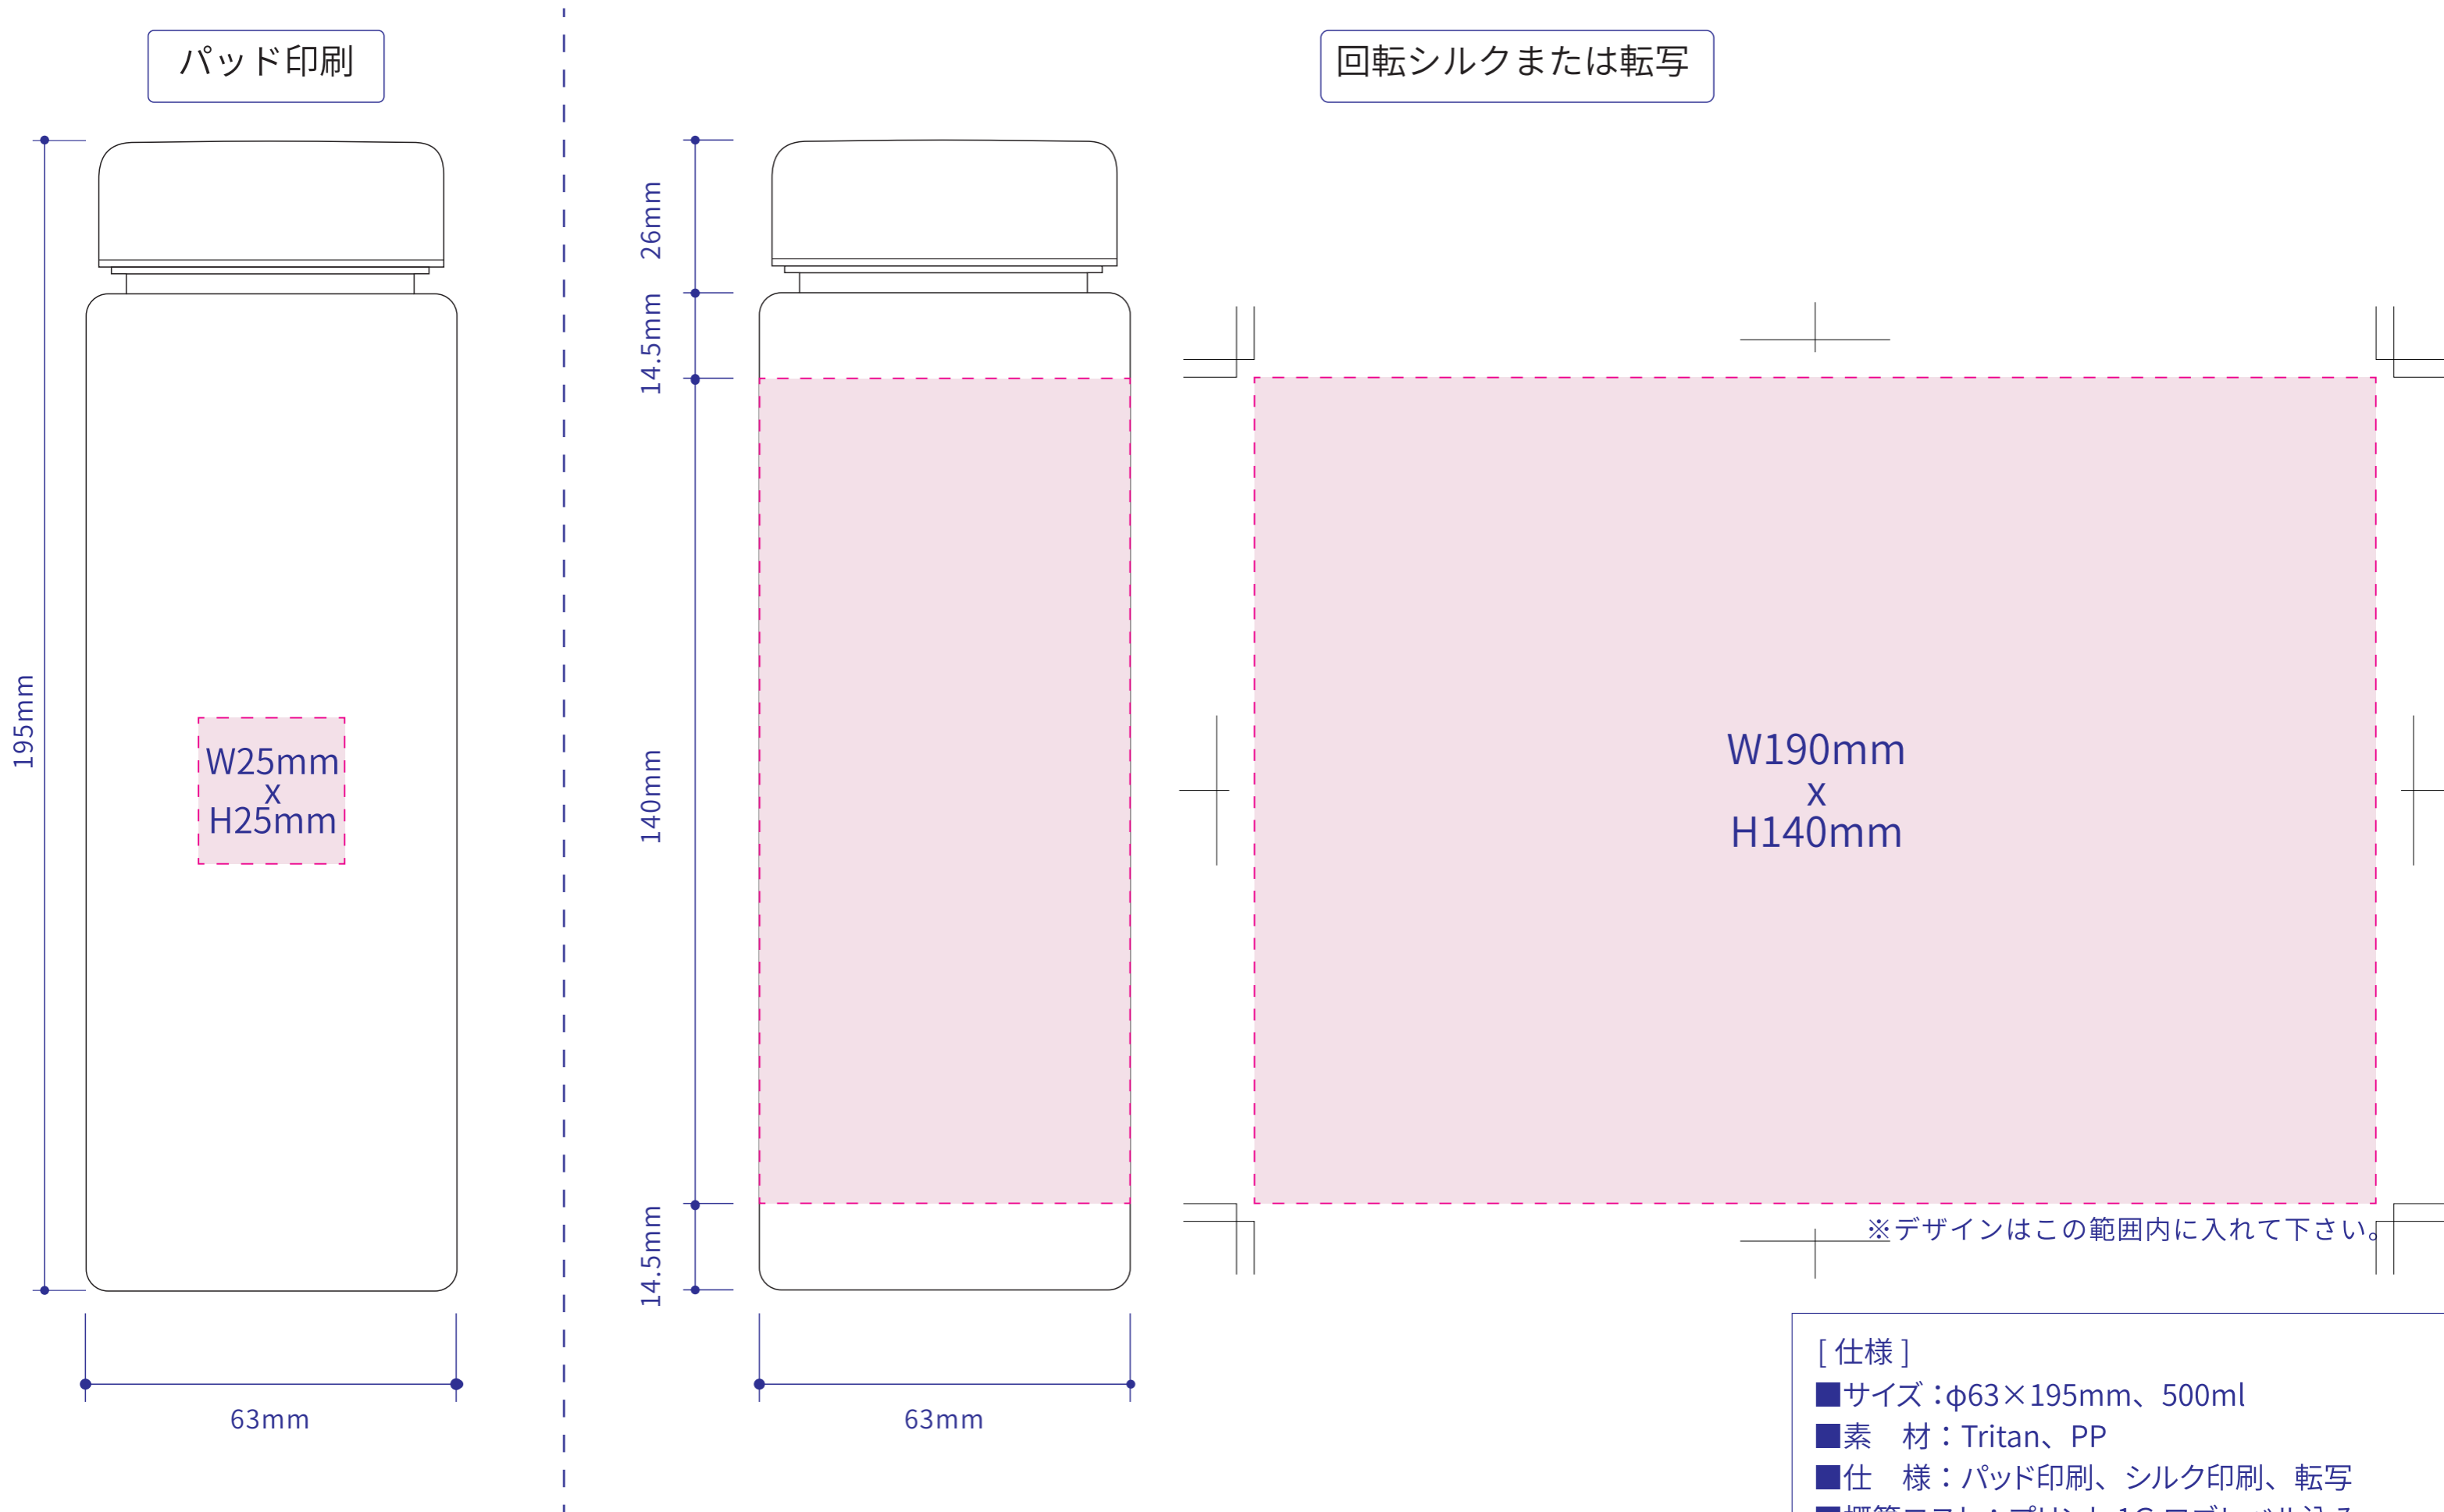 パッド印刷
回転シルクまたは転写
195mm
W25mm
x
H25mm
63mm
26mm
14.5mm
140mm
14.5mm
63mm
W190mm
x
H140mm
※デザインはこの範囲内に入れて下さい。
[ 仕様 ]
■サイズ：φ63×195mm、500ml
■素　材：Tritan、PP
■仕　様：パッド印刷、シルク印刷、転写